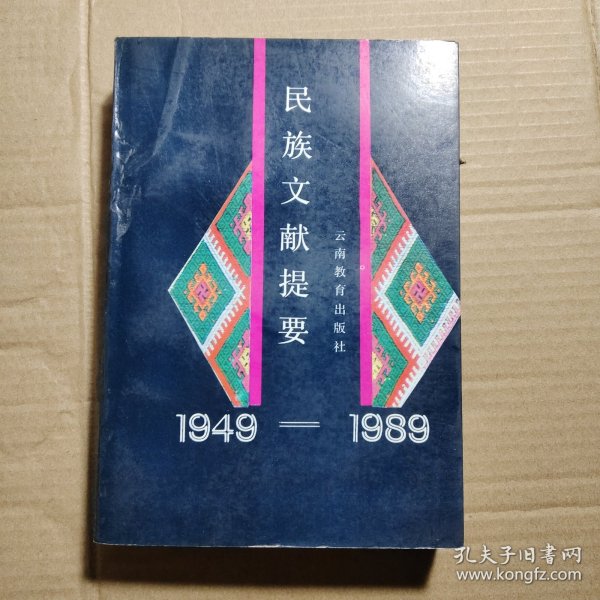 民族文献提要
云南教育出版社
1949 — 1989
孔夫子旧书网
www.kongfz.com